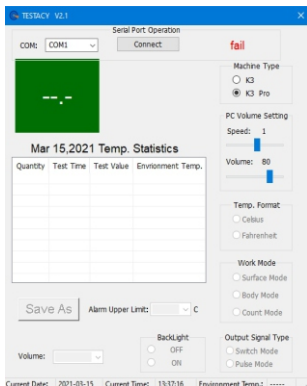 TESTACY V2.1
Serial Port Operation
COM: COM1 Connect fail
Machine Type
K3
K3 Pro
--.-
PC Volume Setting
Speed: 1
Volume: 80
Mar 15,2021 Temp. Statistics
Quantity Test Time Test Value Envrionment Temp.
Temp. Format
Celsius
Fahrenheit
Work Mode
Surface Mode
Body Mode
Count Mode
Save As Alarm Upper Limit: C
BackLight
OFF
ON
Volume:
Output Signal Type
Switch Mode
Pulse Mode
Current Date: 2021-03-15 Current Time: 13:37:16 Environment Temp.: -----